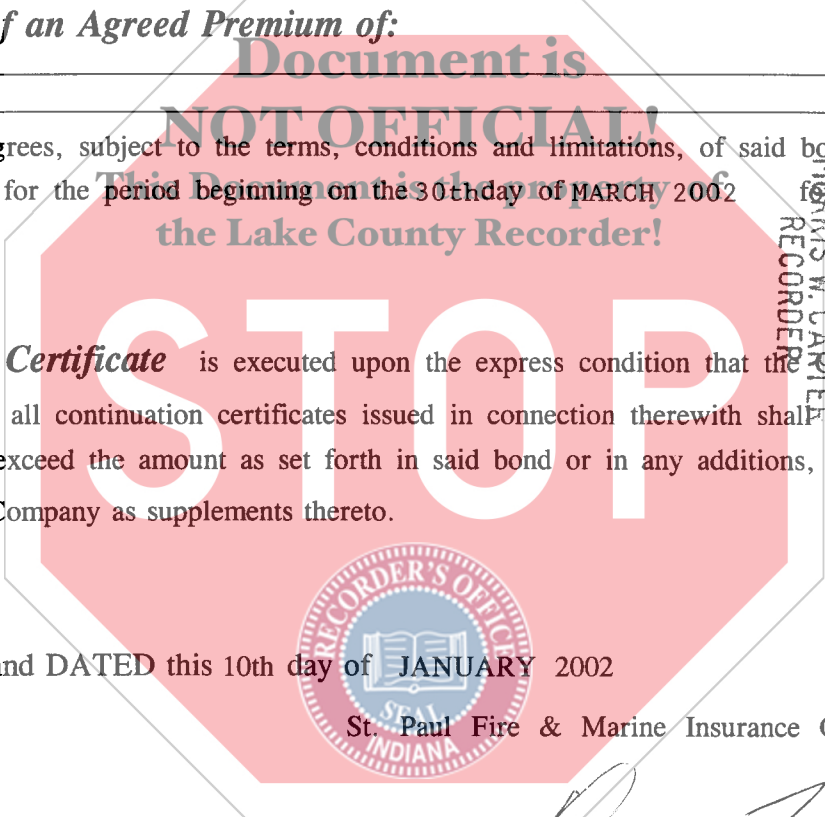 f an Agreed Premium of:
Document is
NOT OFFICIAL!
grees, subject to the terms, conditions and limitations, of said bo
for the period beginning on the 30thday of MARCH 2002
This Document is the property of
the Lake County Recorder!
RECORDER
STOP
Certificate is executed upon the express condition that the
all continuation certificates issued in connection therewith shall
exceed the amount as set forth in said bond or in any additions,
Company as supplements thereto.
RECORDER'S OFFICE
SEAL
INDIANA
and DATED this 10th day of JANUARY 2002
St. Paul Fire & Marine Insurance